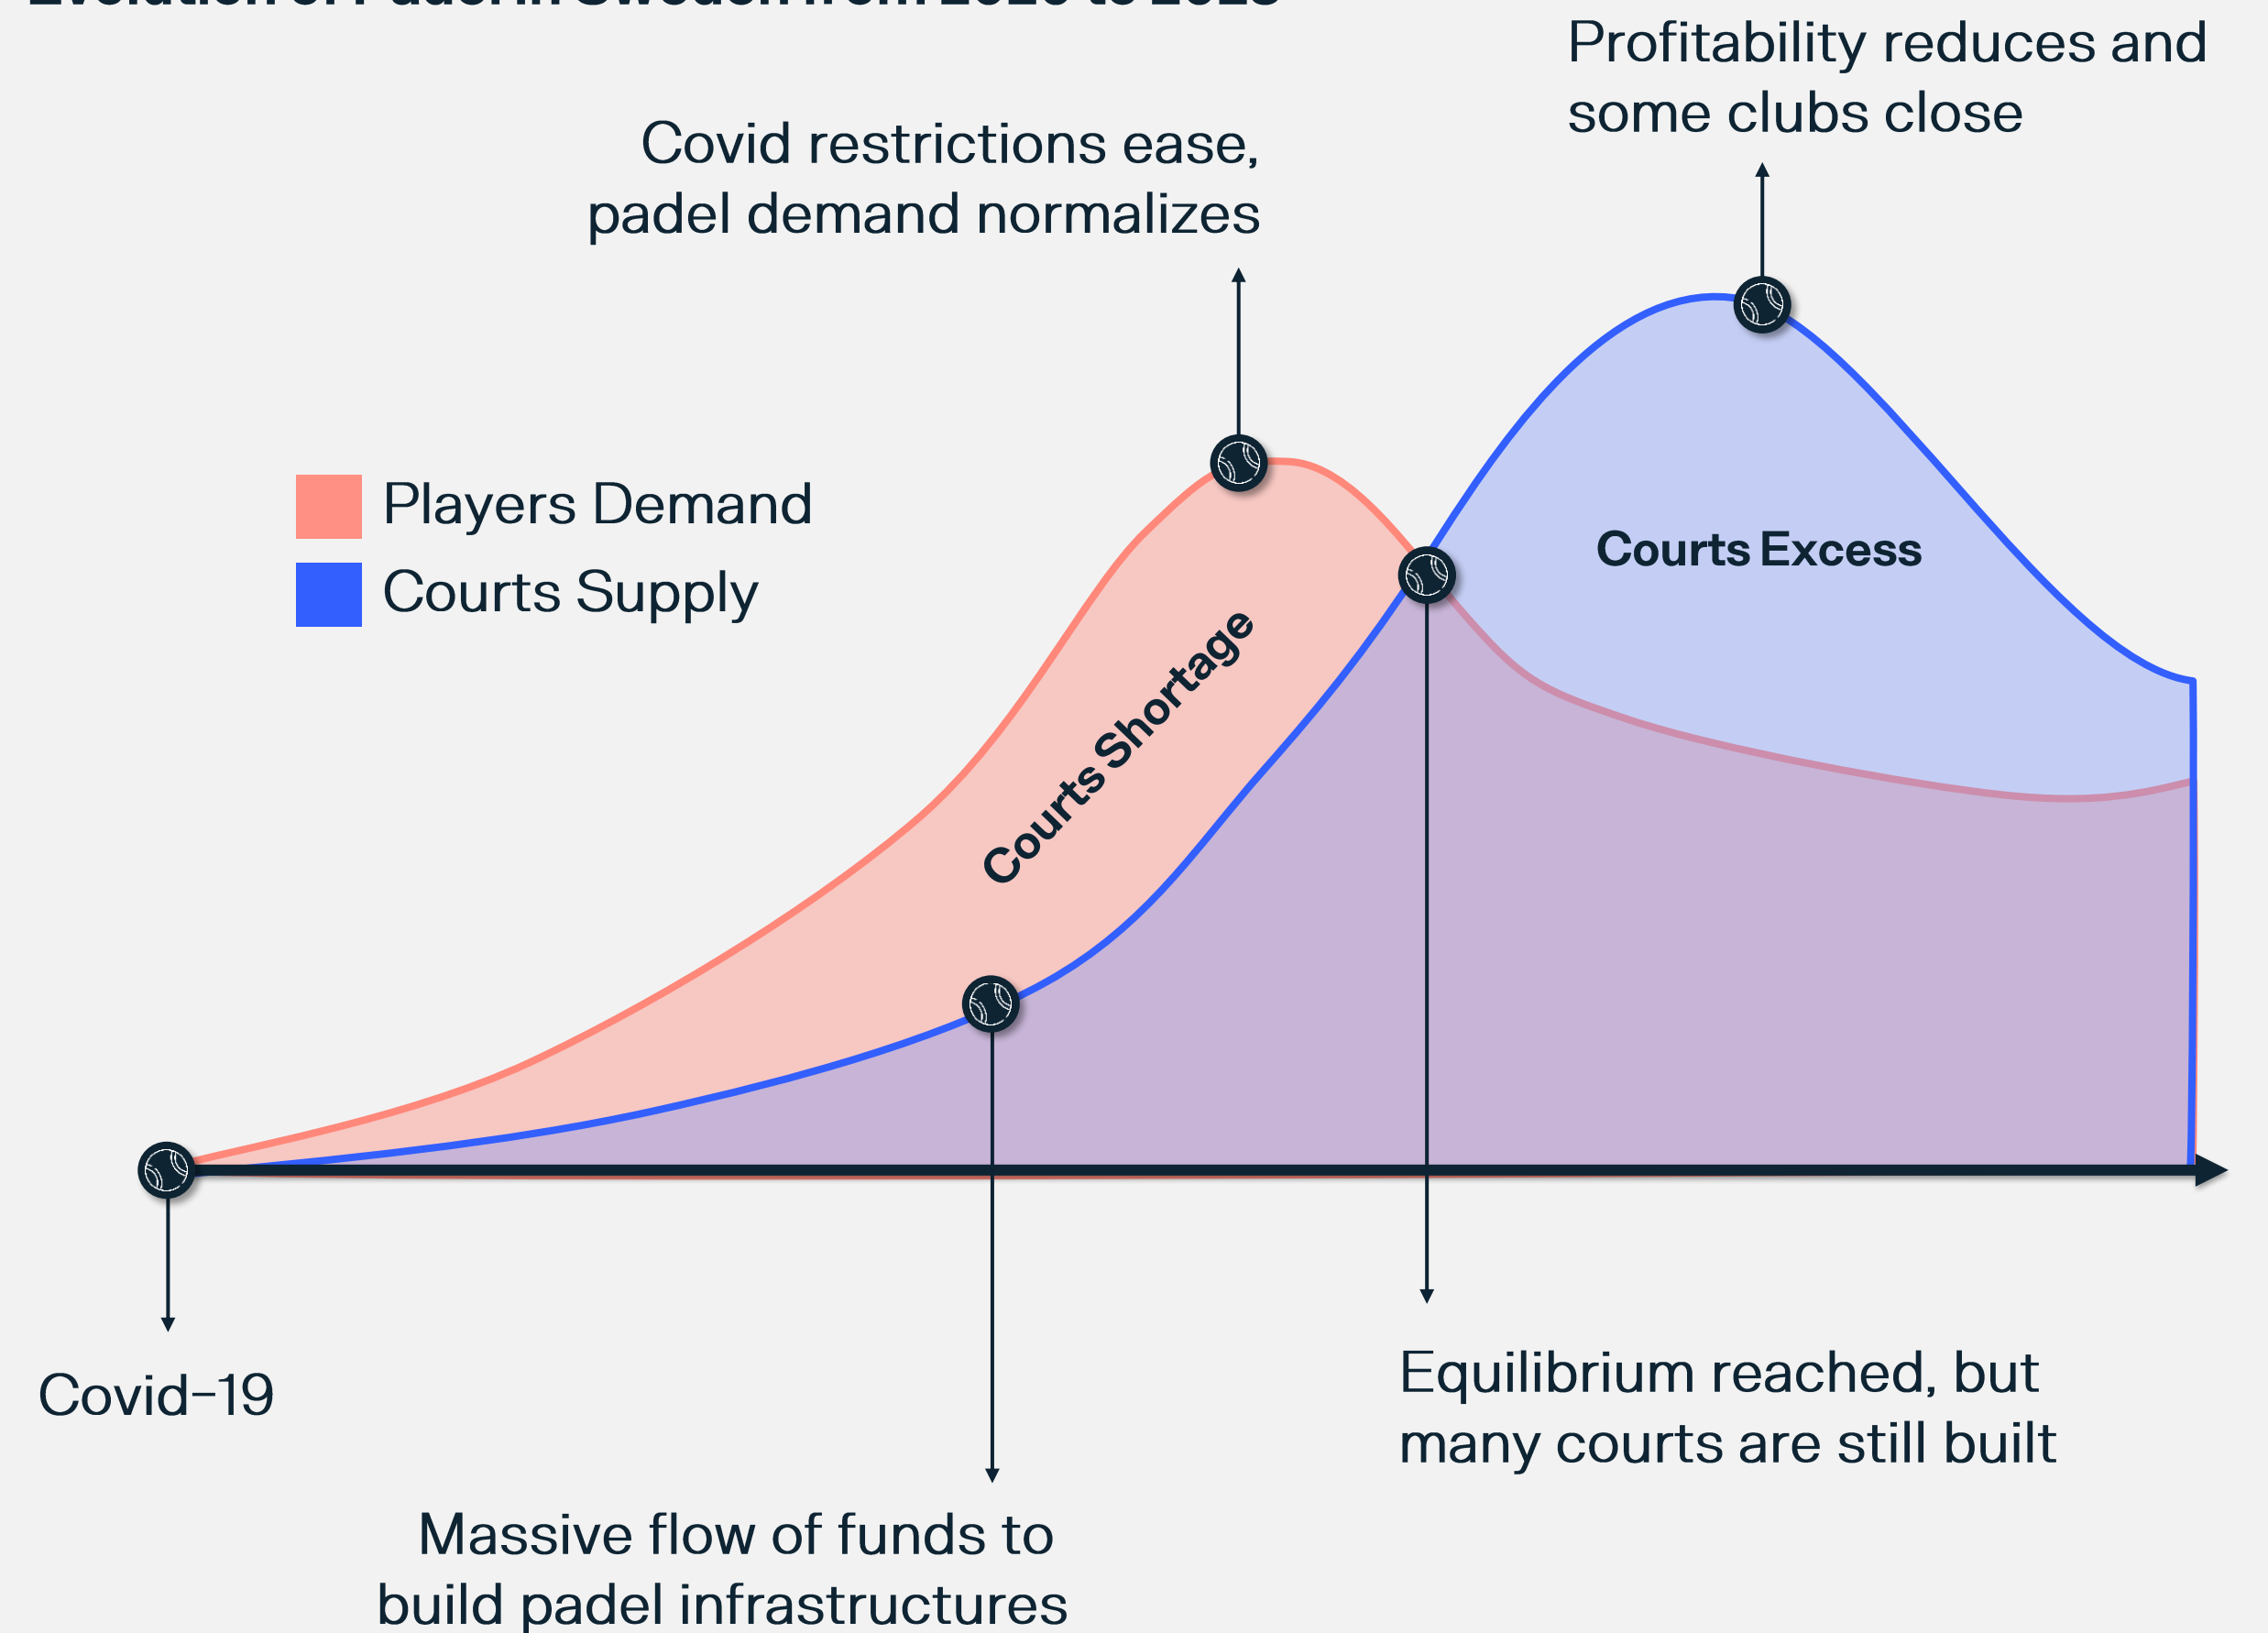 Profitability reduces and
some clubs close
Covid restrictions ease,
padel demand normalizes
Players Demand
Courts Supply
Courts Excess
Courts Shortage
Covid-19
Equilibrium reached, but
many courts are still built
Massive flow of funds to
build padel infrastructures